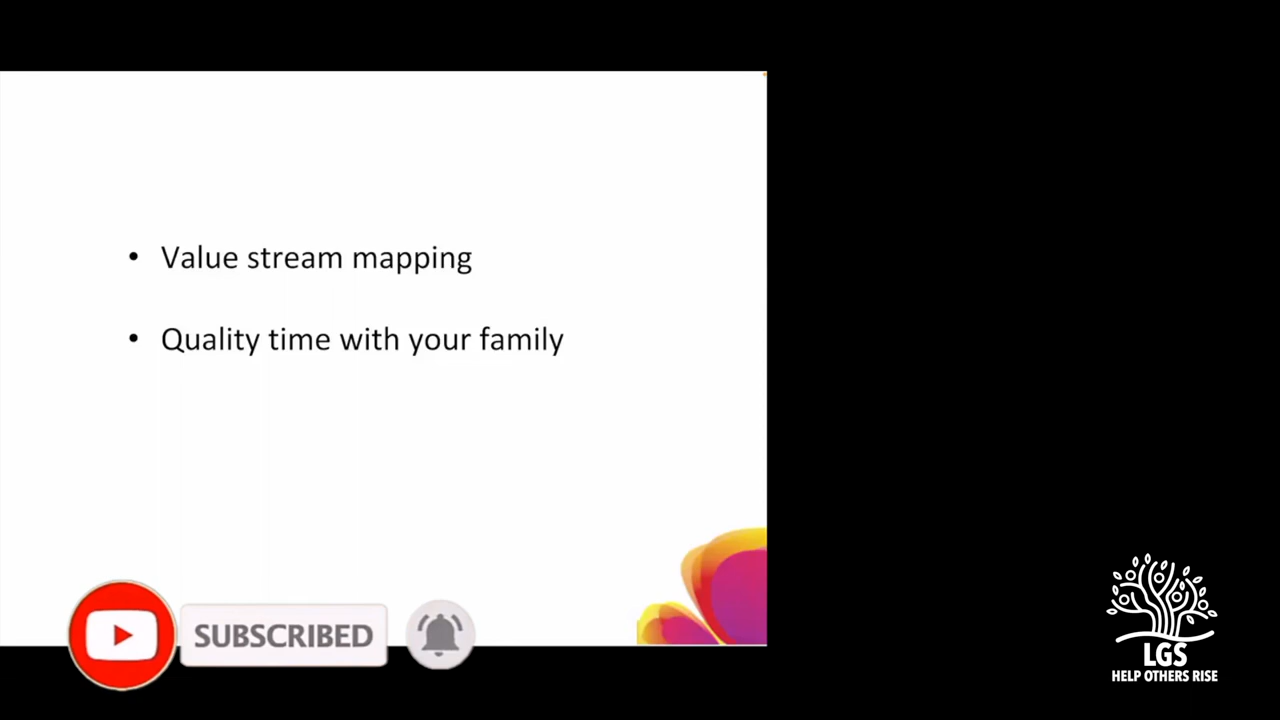 • Value stream mapping
• Quality time with your family
SUBSCRIBED
LGS
HELP OTHERS RISE